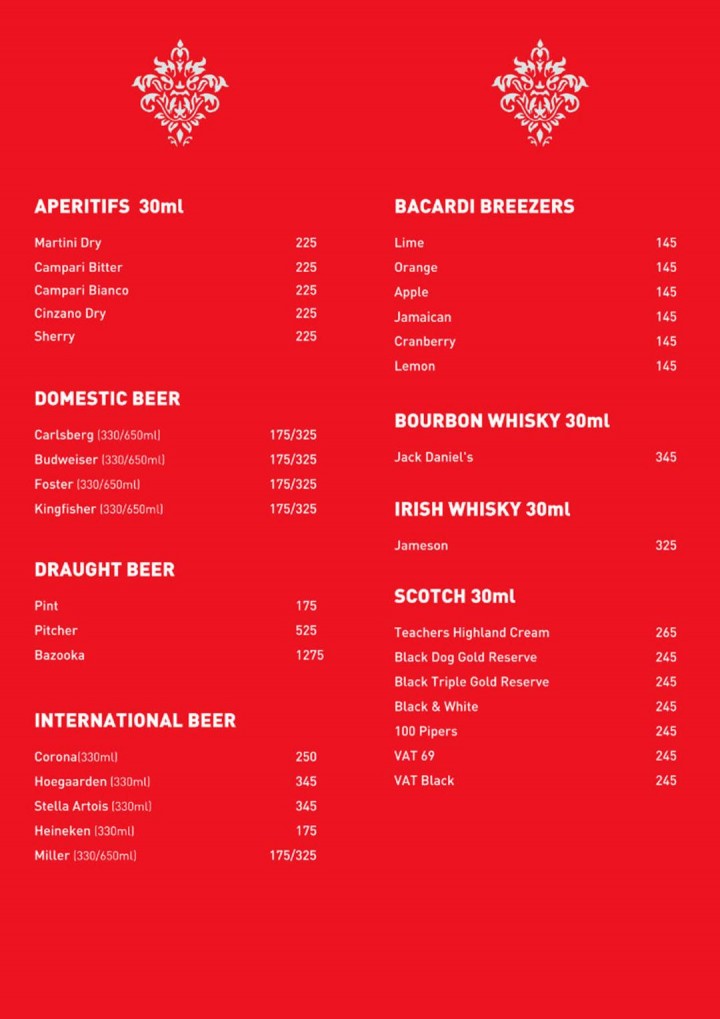 APERITIFS 30ml
Martini Dry 225
Campari Bitter 225
Campari Bianco 225
Cinzano Dry 225
Sherry 225
DOMESTIC BEER
Carlsberg (330/650ml) 175/325
Budweiser (330/650ml) 175/325
Foster (330/650ml) 175/325
Kingfisher (330/650ml) 175/325
DRAUGHT BEER
Pint 175
Pitcher 525
Bazooka 1275
INTERNATIONAL BEER
Corona(330ml) 250
Hoegaarden (330ml) 345
Stella Artois (330ml) 345
Heineken (330ml) 175
Miller (330/650ml) 175/325
BACARDI BREEZERS
Lime 145
Orange 145
Apple 145
Jamaican 145
Cranberry 145
Lemon 145
BOURBON WHISKY 30ml
Jack Daniel's 345
IRISH WHISKY 30ml
Jameson 325
SCOTCH 30ml
Teachers Highland Cream 265
Black Dog Gold Reserve 245
Black Triple Gold Reserve 245
Black & White 245
100 Pipers 245
VAT 69 245
VAT Black 245